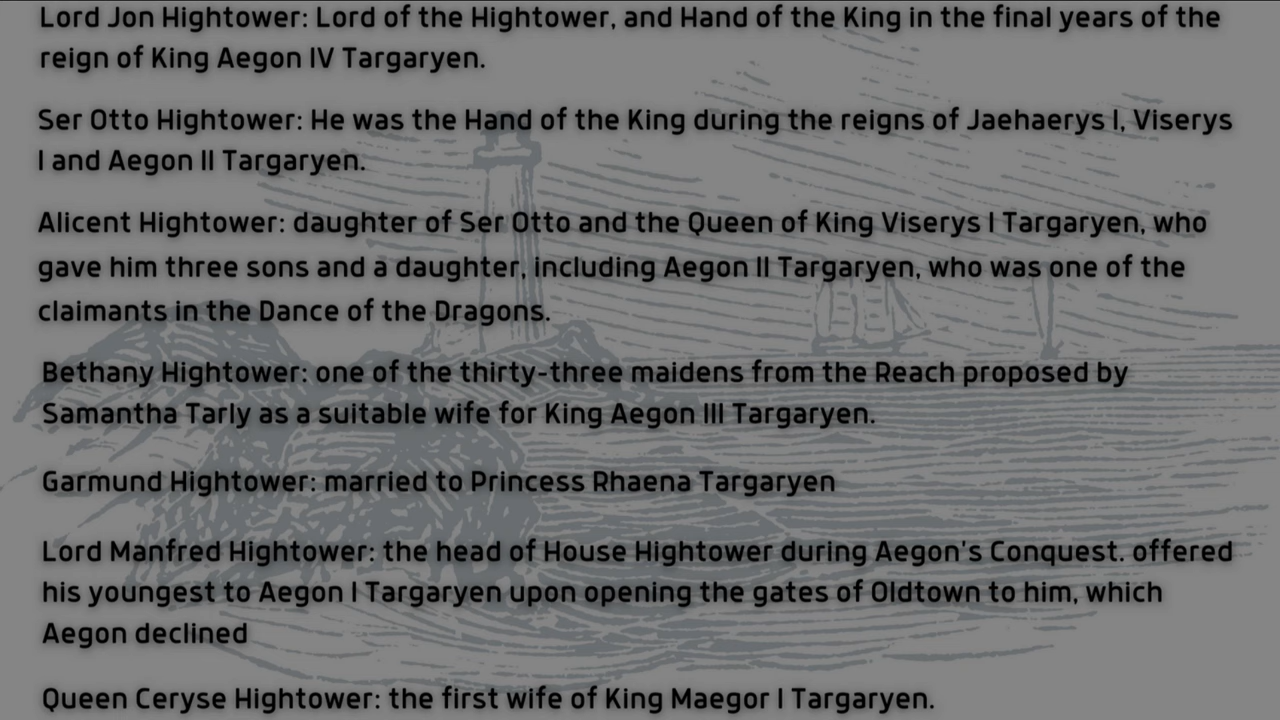 Lord Jon Hightower: Lord of the Hightower, and Hand of the King in the final years of the
reign of King Aegon IV Targaryen.
Ser Otto Hightower: He was the Hand of the King during the reigns of Jaehaerys I, Viserys
I and Aegon II Targaryen.
Alicent Hightower: daughter of Ser Otto and the Queen of King Viserys I Targaryen, who
gave him three sons and a daughter, including Aegon II Targaryen, who was one of the
claimants in the Dance of the Dragons.
Bethany Hightower: one of the thirty-three maidens from the Reach proposed by
Samantha Tarly as a suitable wife for King Aegon III Targaryen.
Garmund Hightower: married to Princess Rhaena Targaryen
Lord Manfred Hightower: the head of House Hightower during Aegon's Conquest. offered
his youngest to Aegon I Targaryen upon opening the gates of Oldtown to him, which
Aegon declined
Queen Ceryse Hightower: the first wife of King Maegor I Targaryen.